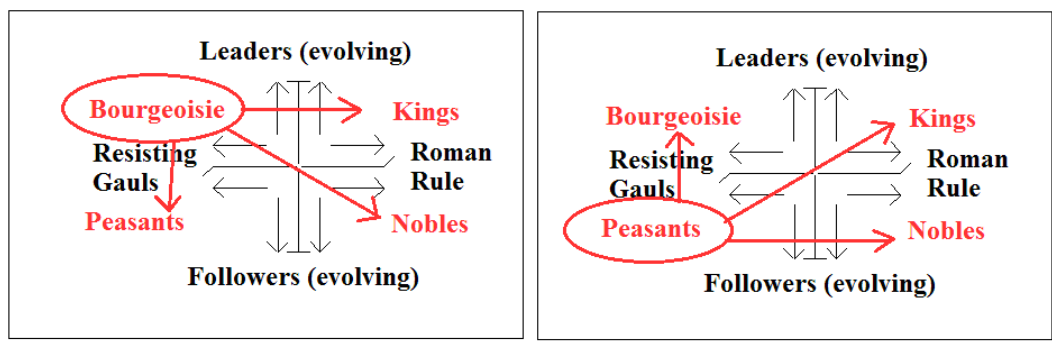 Leaders (evolving)
Bourgeoisie
Kings
Resisting
Gauls
Roman
Rule
Peasants
Nobles
Followers (evolving)
Leaders (evolving)
Bourgeoisie
Kings
Resisting
Gauls
Roman
Rule
Peasants
Nobles
Followers (evolving)